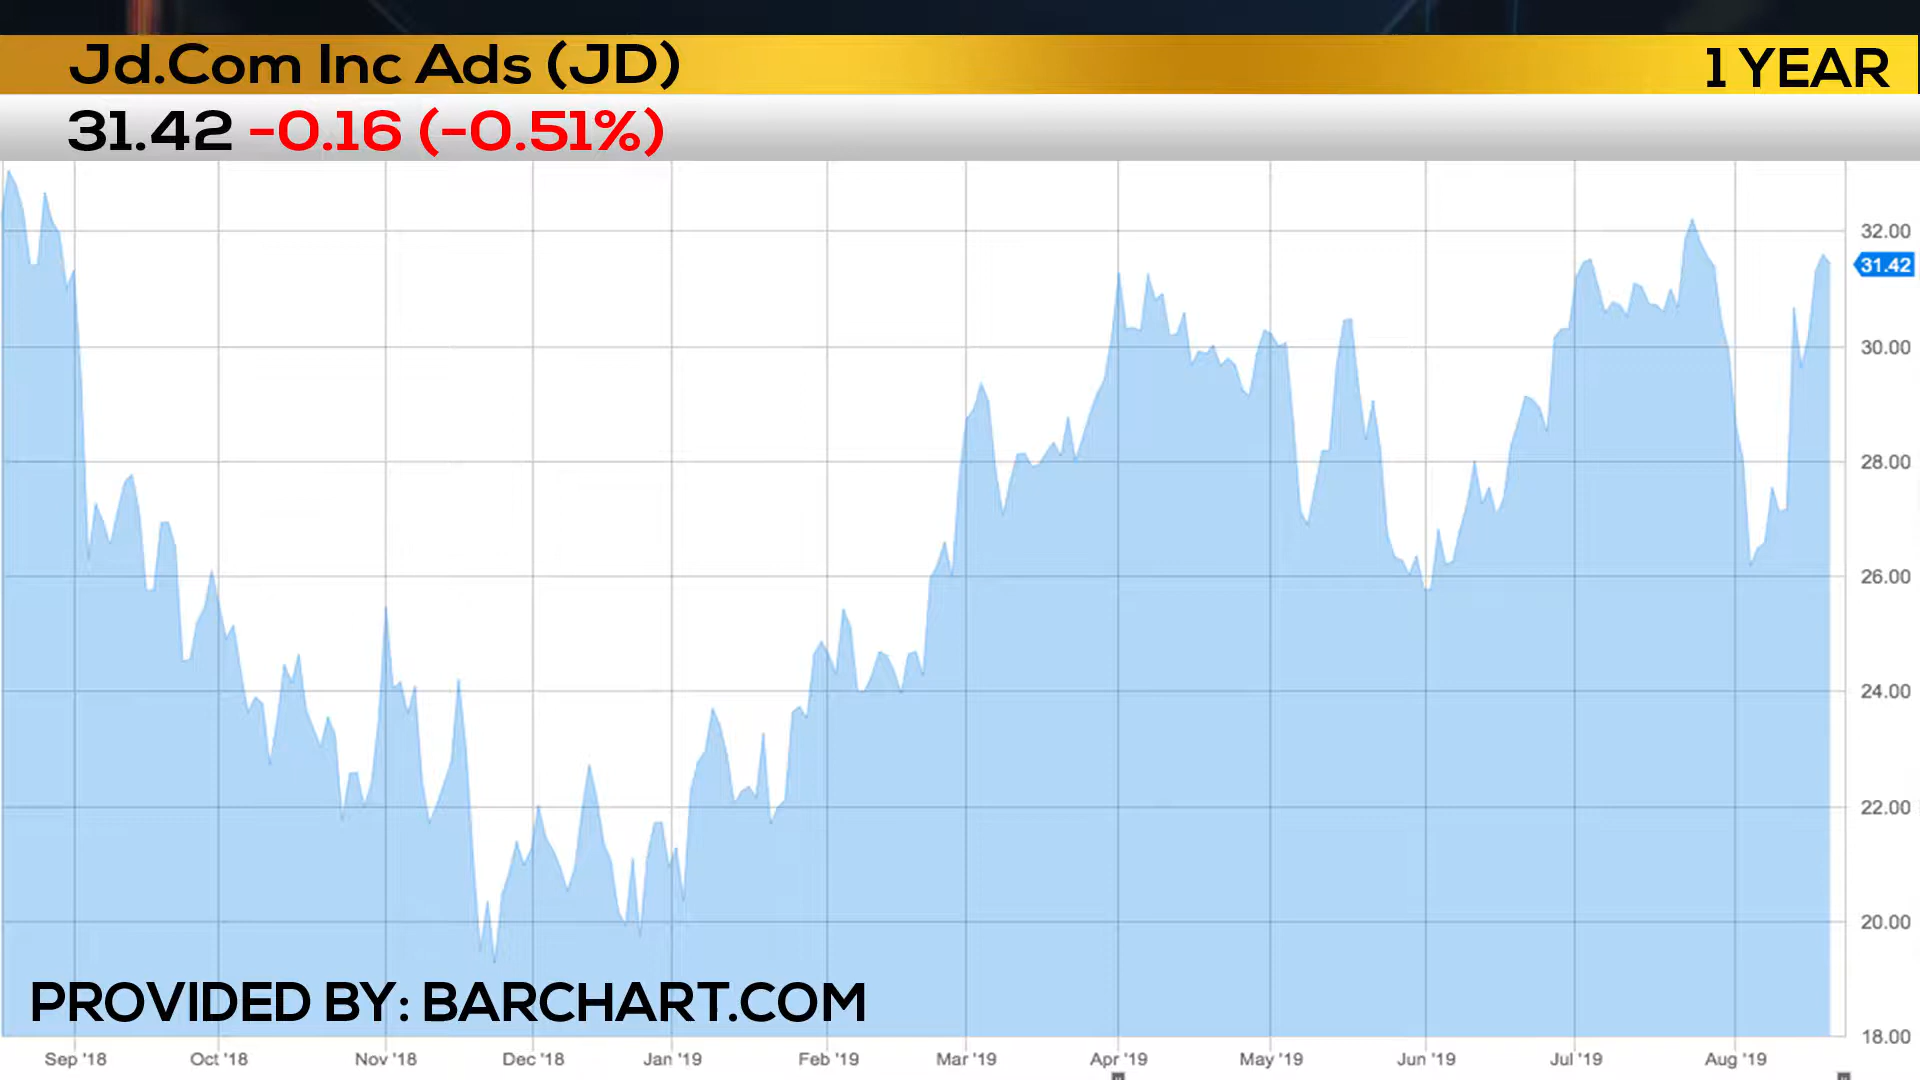 Jd.Com Inc Ads (JD)
1 YEAR
31.42 -0.16 (-0.51%)
32.00
31.42
30.00
28.00
26.00
24.00
22.00
20.00
18.00
PROVIDED BY: BARCHART.COM
Sep '18 Oct '18 Nov '18 Dec '18 Jan '19 Feb '19 Mar '19 Apr '19 May '19 Jun '19 Jul '19 Aug '19